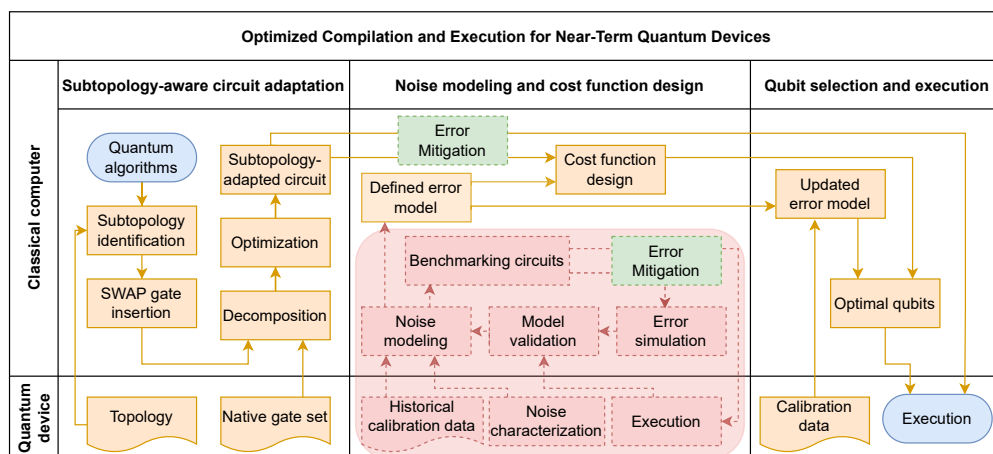 Optimized Compilation and Execution for Near-Term Quantum Devices
Subtopology-aware circuit adaptation
Noise modeling and cost function design
Qubit selection and execution
Classical computer
Quantum
algorithms
Subtopology
identification
SWAP gate
insertion
Subtopology-
adapted circuit
Optimization
Decomposition
Error
Mitigation
Cost function
design
Defined error
model
Benchmarking circuits
Error
Mitigation
Noise
modeling
Model
validation
Error
simulation
Updated
error model
Optimal qubits
Quantum
device
Topology
Native gate set
Historical
calibration data
Noise
characterization
Execution
Calibration
data
Execution